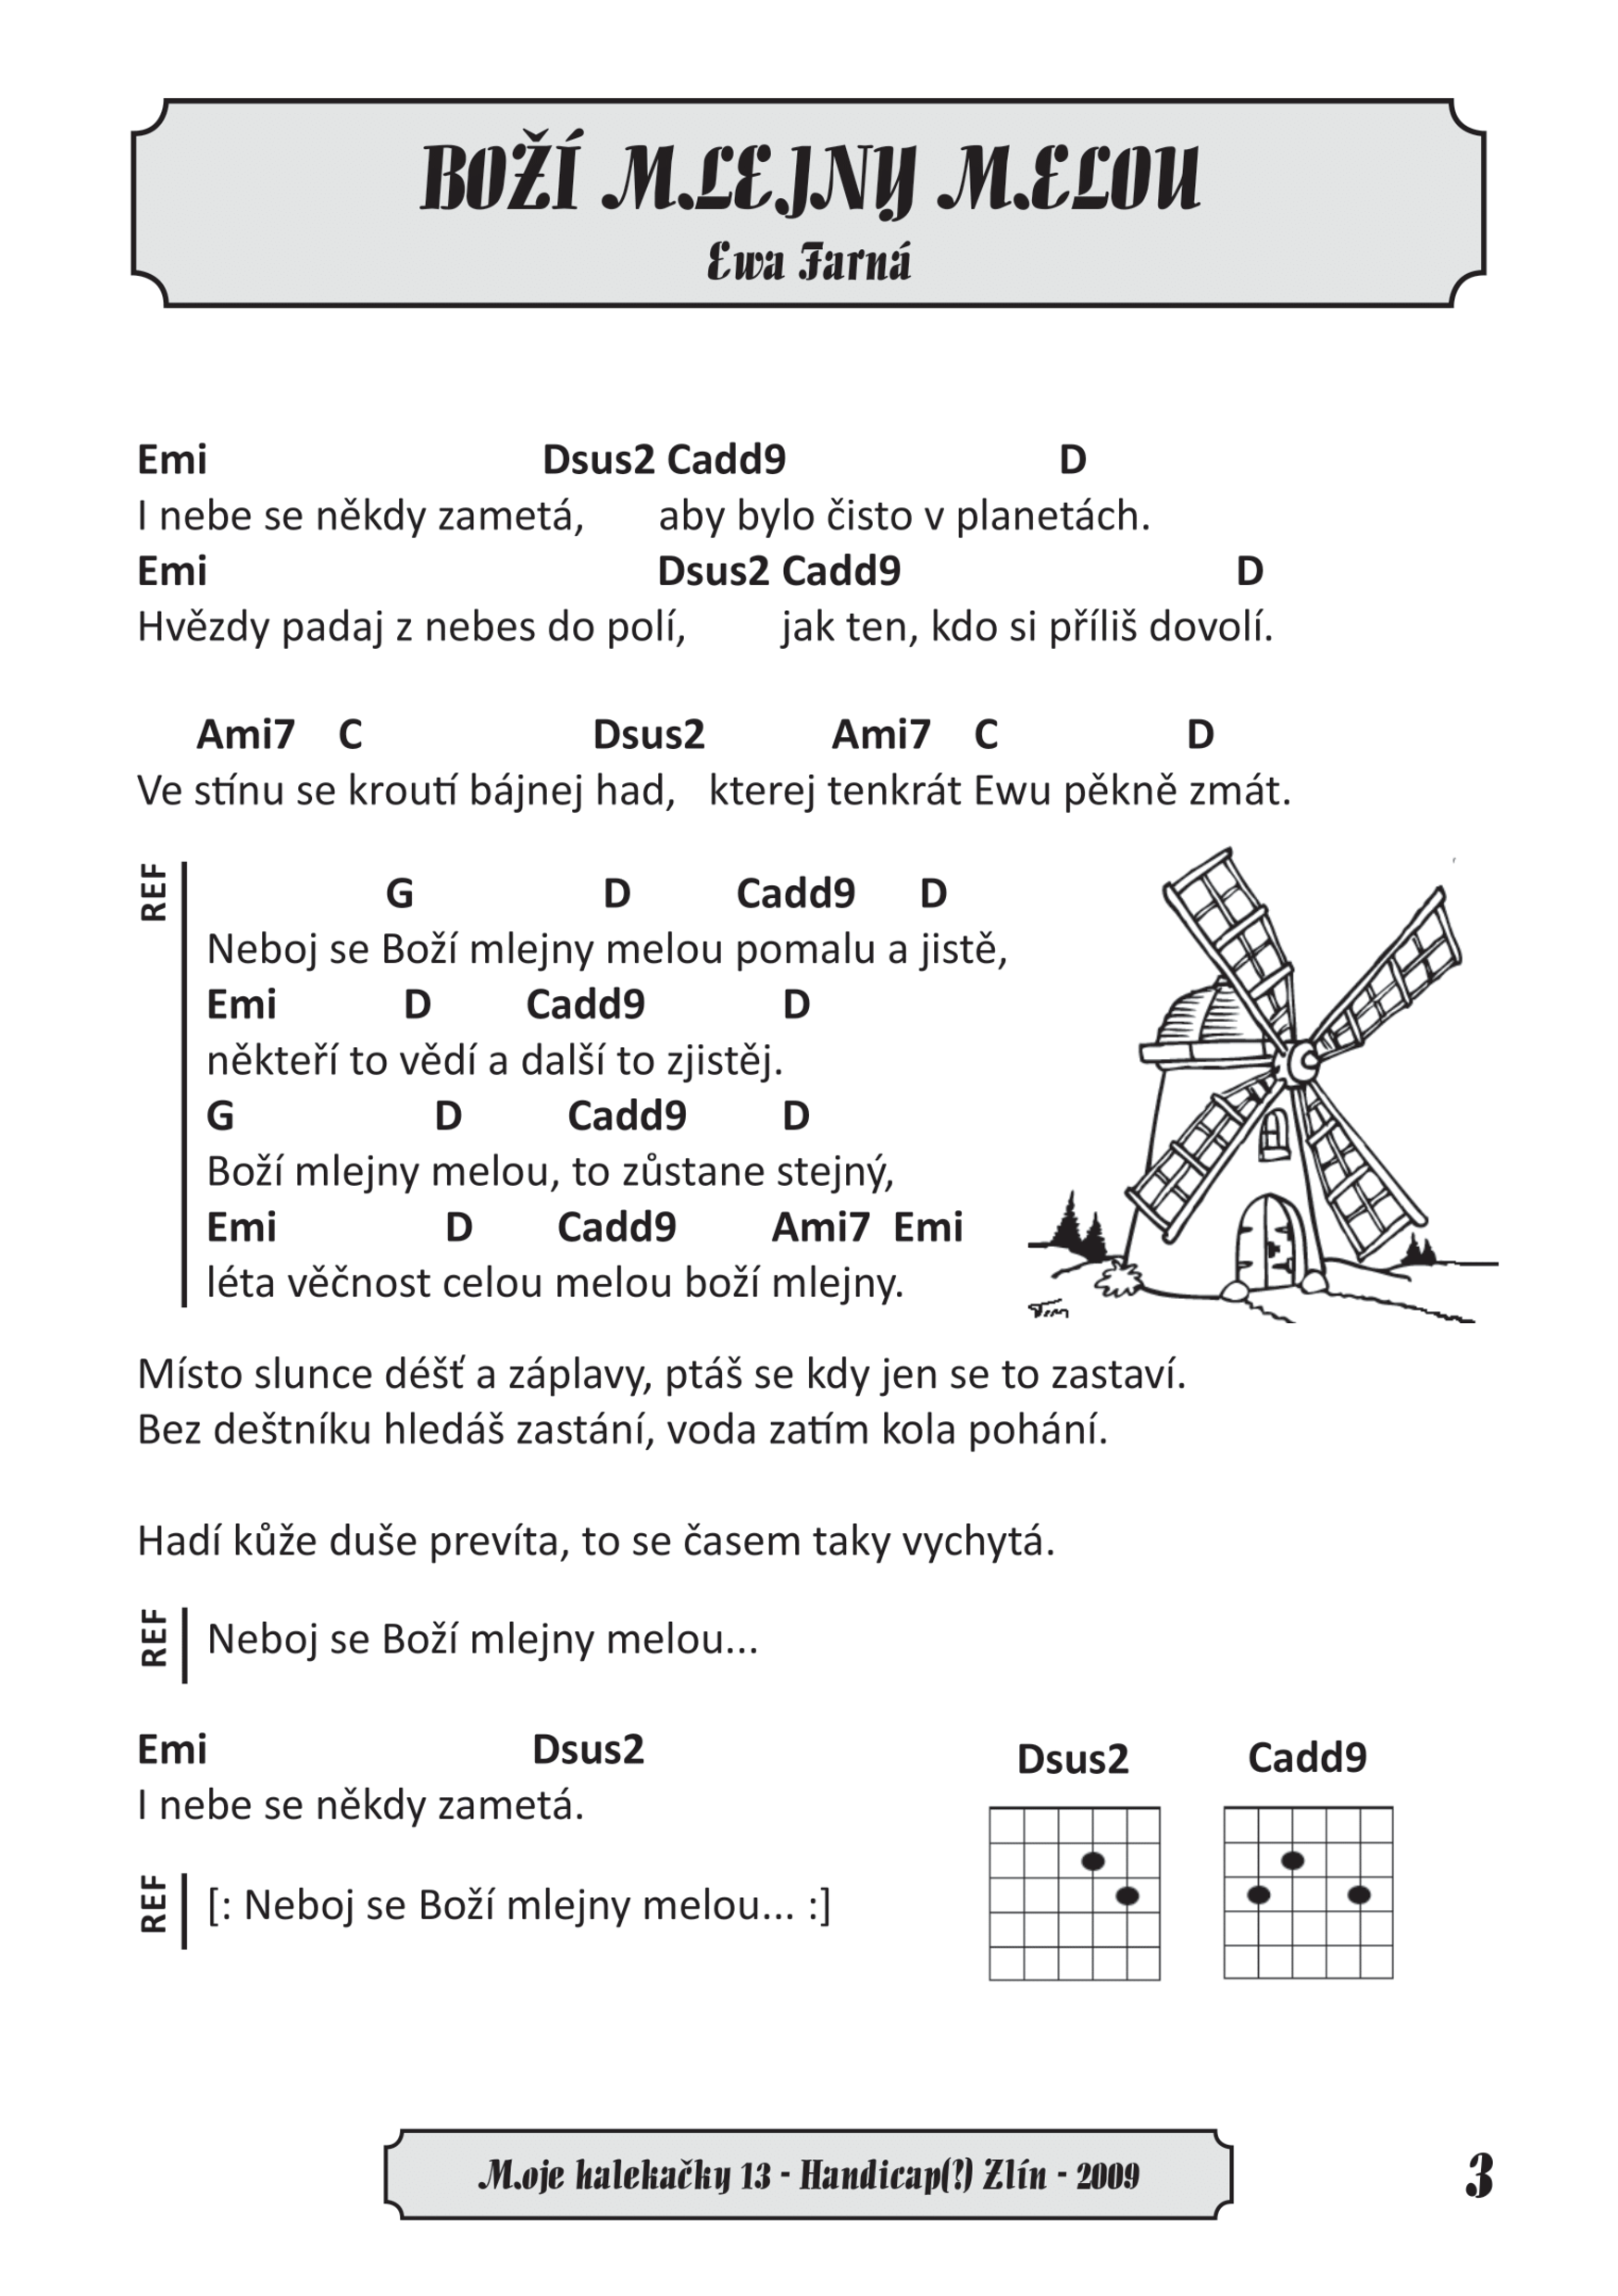 BOŽÍ MLEJNY MELOU
Ewa Farná
Emi Dsus2 Cadd9 D
I nebe se někdy zametá, aby bylo čisto v planetách.
Emi Dsus2 Cadd9 D
Hvězdy padaj z nebes do polí, jak ten, kdo si příliš dovolí.
Ami7 C Dsus2 Ami7 C D
Ve stínu se kroutí bájnej had, kterej tenkrát Ewu pěkně zmát.
REF
G D Cadd9 D
Neboj se Boží mlejny melou pomalu a jistě,
Emi D Cadd9 D
někteří to vědí a další to zjistěj.
G D Cadd9 D
Boží mlejny melou, to zůstane stejný,
Emi D Cadd9 Ami7 Emi
léta věčnost celou melou boží mlejny.
Místo slunce déšť a záplavy, ptáš se kdy jen se to zastaví.
Bez deštníku hledáš zastání, voda zatím kola pohání.
Hadí kůže duše prevíta, to se časem taky vychytá.
REF
Neboj se Boží mlejny melou...
Emi Dsus2
I nebe se někdy zametá.
REF
[: Neboj se Boží mlejny melou... :]
Dsus2 Cadd9
Moje halekačky 13 - Handicap(?) Zlín - 2009
3